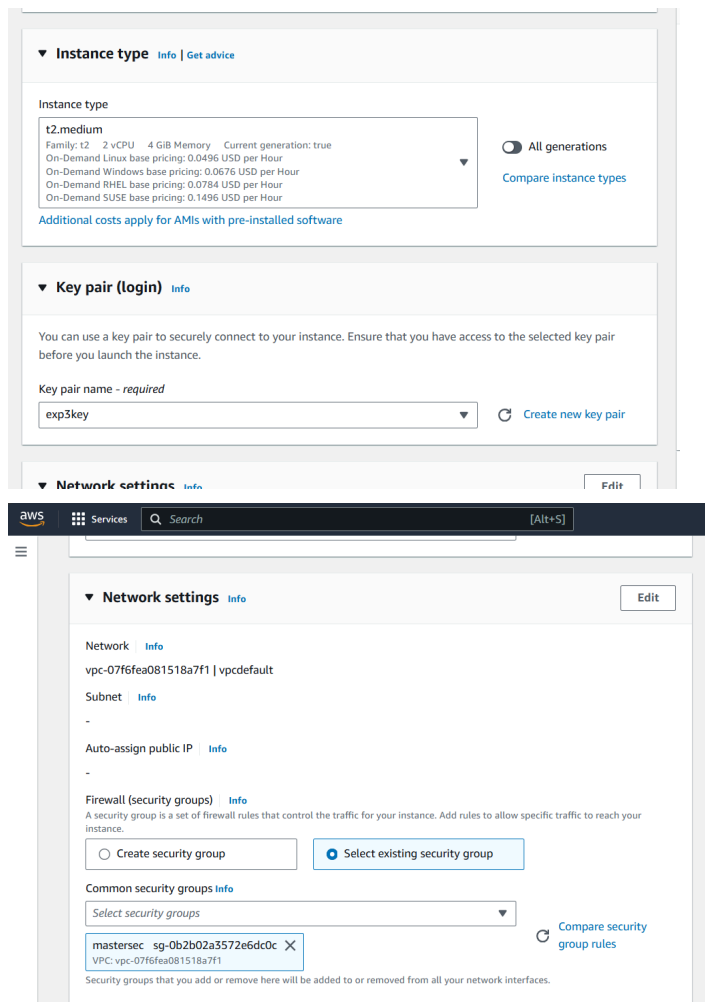 Instance type Info | Get advice
Instance type
t2.medium
Family: t2 2 vCPU 4 GiB Memory Current generation: true
On-Demand Linux base pricing: 0.0496 USD per Hour
On-Demand Windows base pricing: 0.0676 USD per Hour
On-Demand RHEL base pricing: 0.0784 USD per Hour
On-Demand SUSE base pricing: 0.1496 USD per Hour
All generations
Compare instance types
Additional costs apply for AMIs with pre-installed software
Key pair (login) Info
You can use a key pair to securely connect to your instance. Ensure that you have access to the selected key pair
before you launch the instance.
Key pair name - required
exp3key
Create new key pair
Network settings Info
Edit
aws Services Search [Alt+S]
Network settings Info
Edit
Network Info
vpc-07f6fea081518a7f1 | vpcdefault
Subnet Info
-
Auto-assign public IP Info
-
Firewall (security groups) Info
A security group is a set of firewall rules that control the traffic for your instance. Add rules to allow specific traffic to reach your
instance.
Create security group
Select existing security group
Common security groups Info
Select security groups
mastersec sg-0b2b02a3572e6dc0c
VPC: vpc-07f6fea081518a7f1
Compare security
group rules
Security groups that you add or remove here will be added to or removed from all your network interfaces.